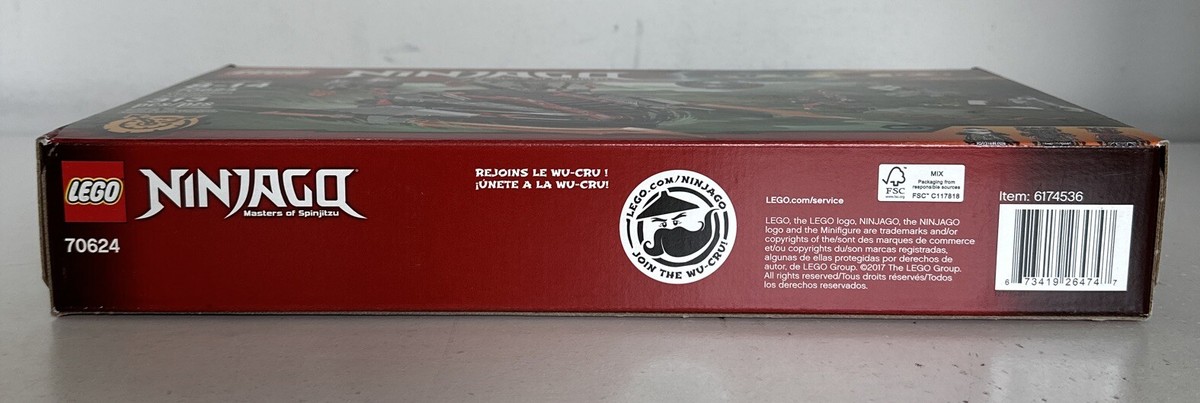 NINJAGO
LEGO
NINJAGO
Masters of Spinjitzu
70624
REJOINS LE WU-CRU !
¡ÚNETE A LA WU-CRU!
LEGO.COM/NINJAGO
JOIN THE WU-CRU!
FSC
www.fsc.org
MIX
Packaging from
responsible sources
FSC™ C117818
LEGO.com/service
LEGO, the LEGO logo, NINJAGO, the NINJAGO
logo and the Minifigure are trademarks and/or
copyrights of the/sont des marques de commerce
et/ou copyrights du/son marcas registradas,
algunas de ellas protegidas por derechos de
autor, de LEGO Group. ©2017 The LEGO Group.
All rights reserved/Tous droits réservés/Todos
los derechos reservados.
Item: 6174536
6 73419 26474 7